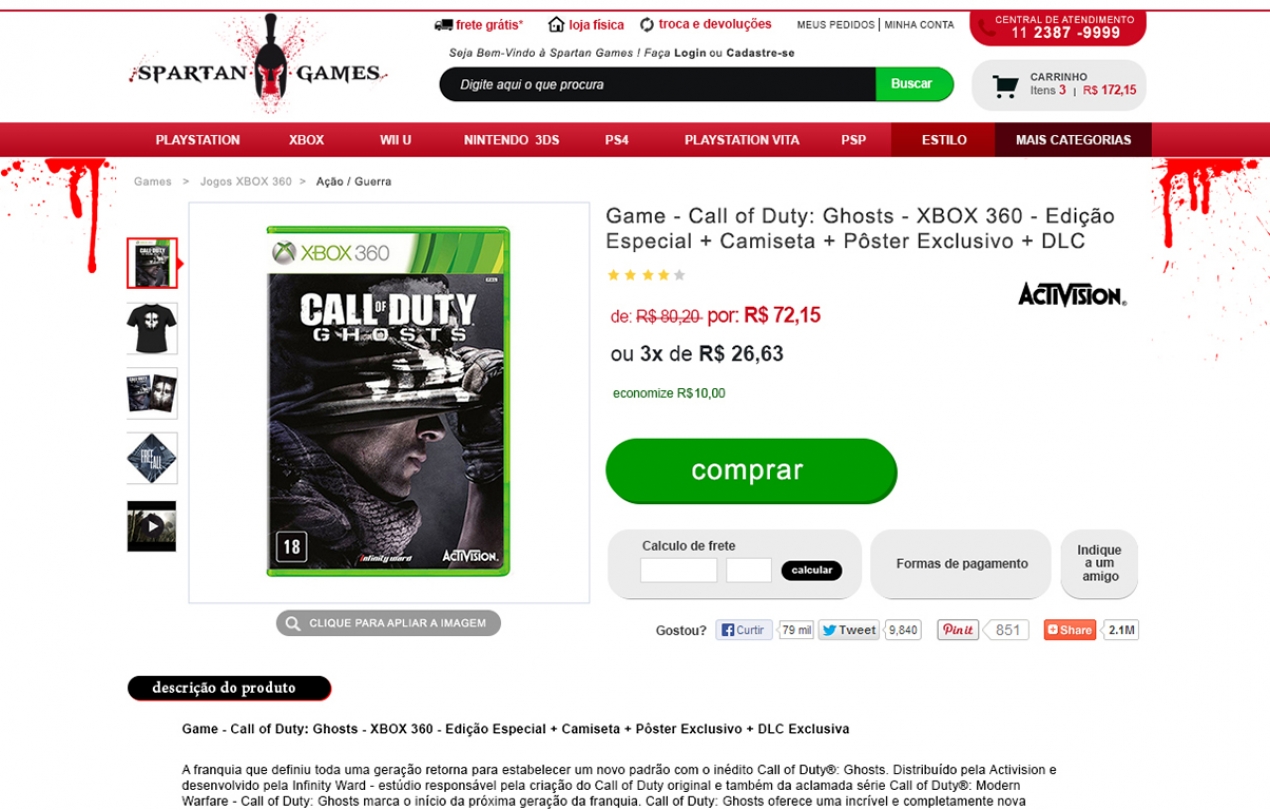 frete grátis* loja física troca e devoluções MEUS PEDIDOS | MINHA CONTA
CENTRAL DE ATENDIMENTO
11 2387 -9999
Seja Bem-Vindo à Spartan Games ! Faça Login ou Cadastre-se
SPARTAN GAMES
Digite aqui o que procura
Buscar
CARRINHO
Itens 3 | R$ 172,15
PLAYSTATION XBOX WII U NINTENDO 3DS PS4 PLAYSTATION VITA PSP ESTILO MAIS CATEGORIAS
Games > Jogos XBOX 360 > Ação / Guerra
Game - Call of Duty: Ghosts - XBOX 360 - Edição
Especial + Camiseta + Pôster Exclusivo + DLC
XBOX 360
CALL OF DUTY
GHOSTS
18
Infinity ward
ACTIVISION.
FREE
FALL
ACTIVISION.
de: R$ 80,20 por: R$ 72,15
ou 3x de R$ 26,63
economize R$10,00
comprar
Calculo de frete
calcular
Formas de pagamento
Indique
a um
amigo
CLIQUE PARA APLIAR A IMAGEM
Gostou? Curtir 79 mil Tweet 9,840 Pin it 851 Share 2.1M
descrição do produto
Game - Call of Duty: Ghosts - XBOX 360 - Edição Especial + Camiseta + Pôster Exclusivo + DLC Exclusiva
A franquia que definiu toda uma geração retorna para estabelecer um novo padrão com o inédito Call of Duty®: Ghosts. Distribuído pela Activision e
desenvolvido pela Infinity Ward - estúdio responsável pela criação do Call of Duty original e também da aclamada série Call of Duty®: Modern
Warfare - Call of Duty: Ghosts marca o início da próxima geração da franquia. Call of Duty: Ghosts oferece uma incrível e completamente nova